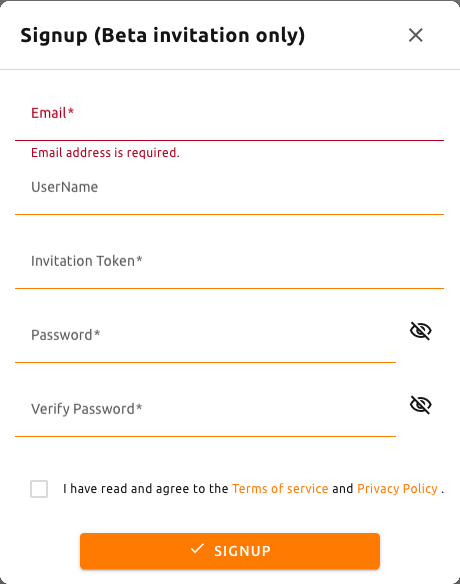 Signup (Beta invitation only)
Email*
Email address is required.
UserName
Invitation Token*
Password*
Verify Password*
I have read and agree to the Terms of service and Privacy Policy .
SIGNUP